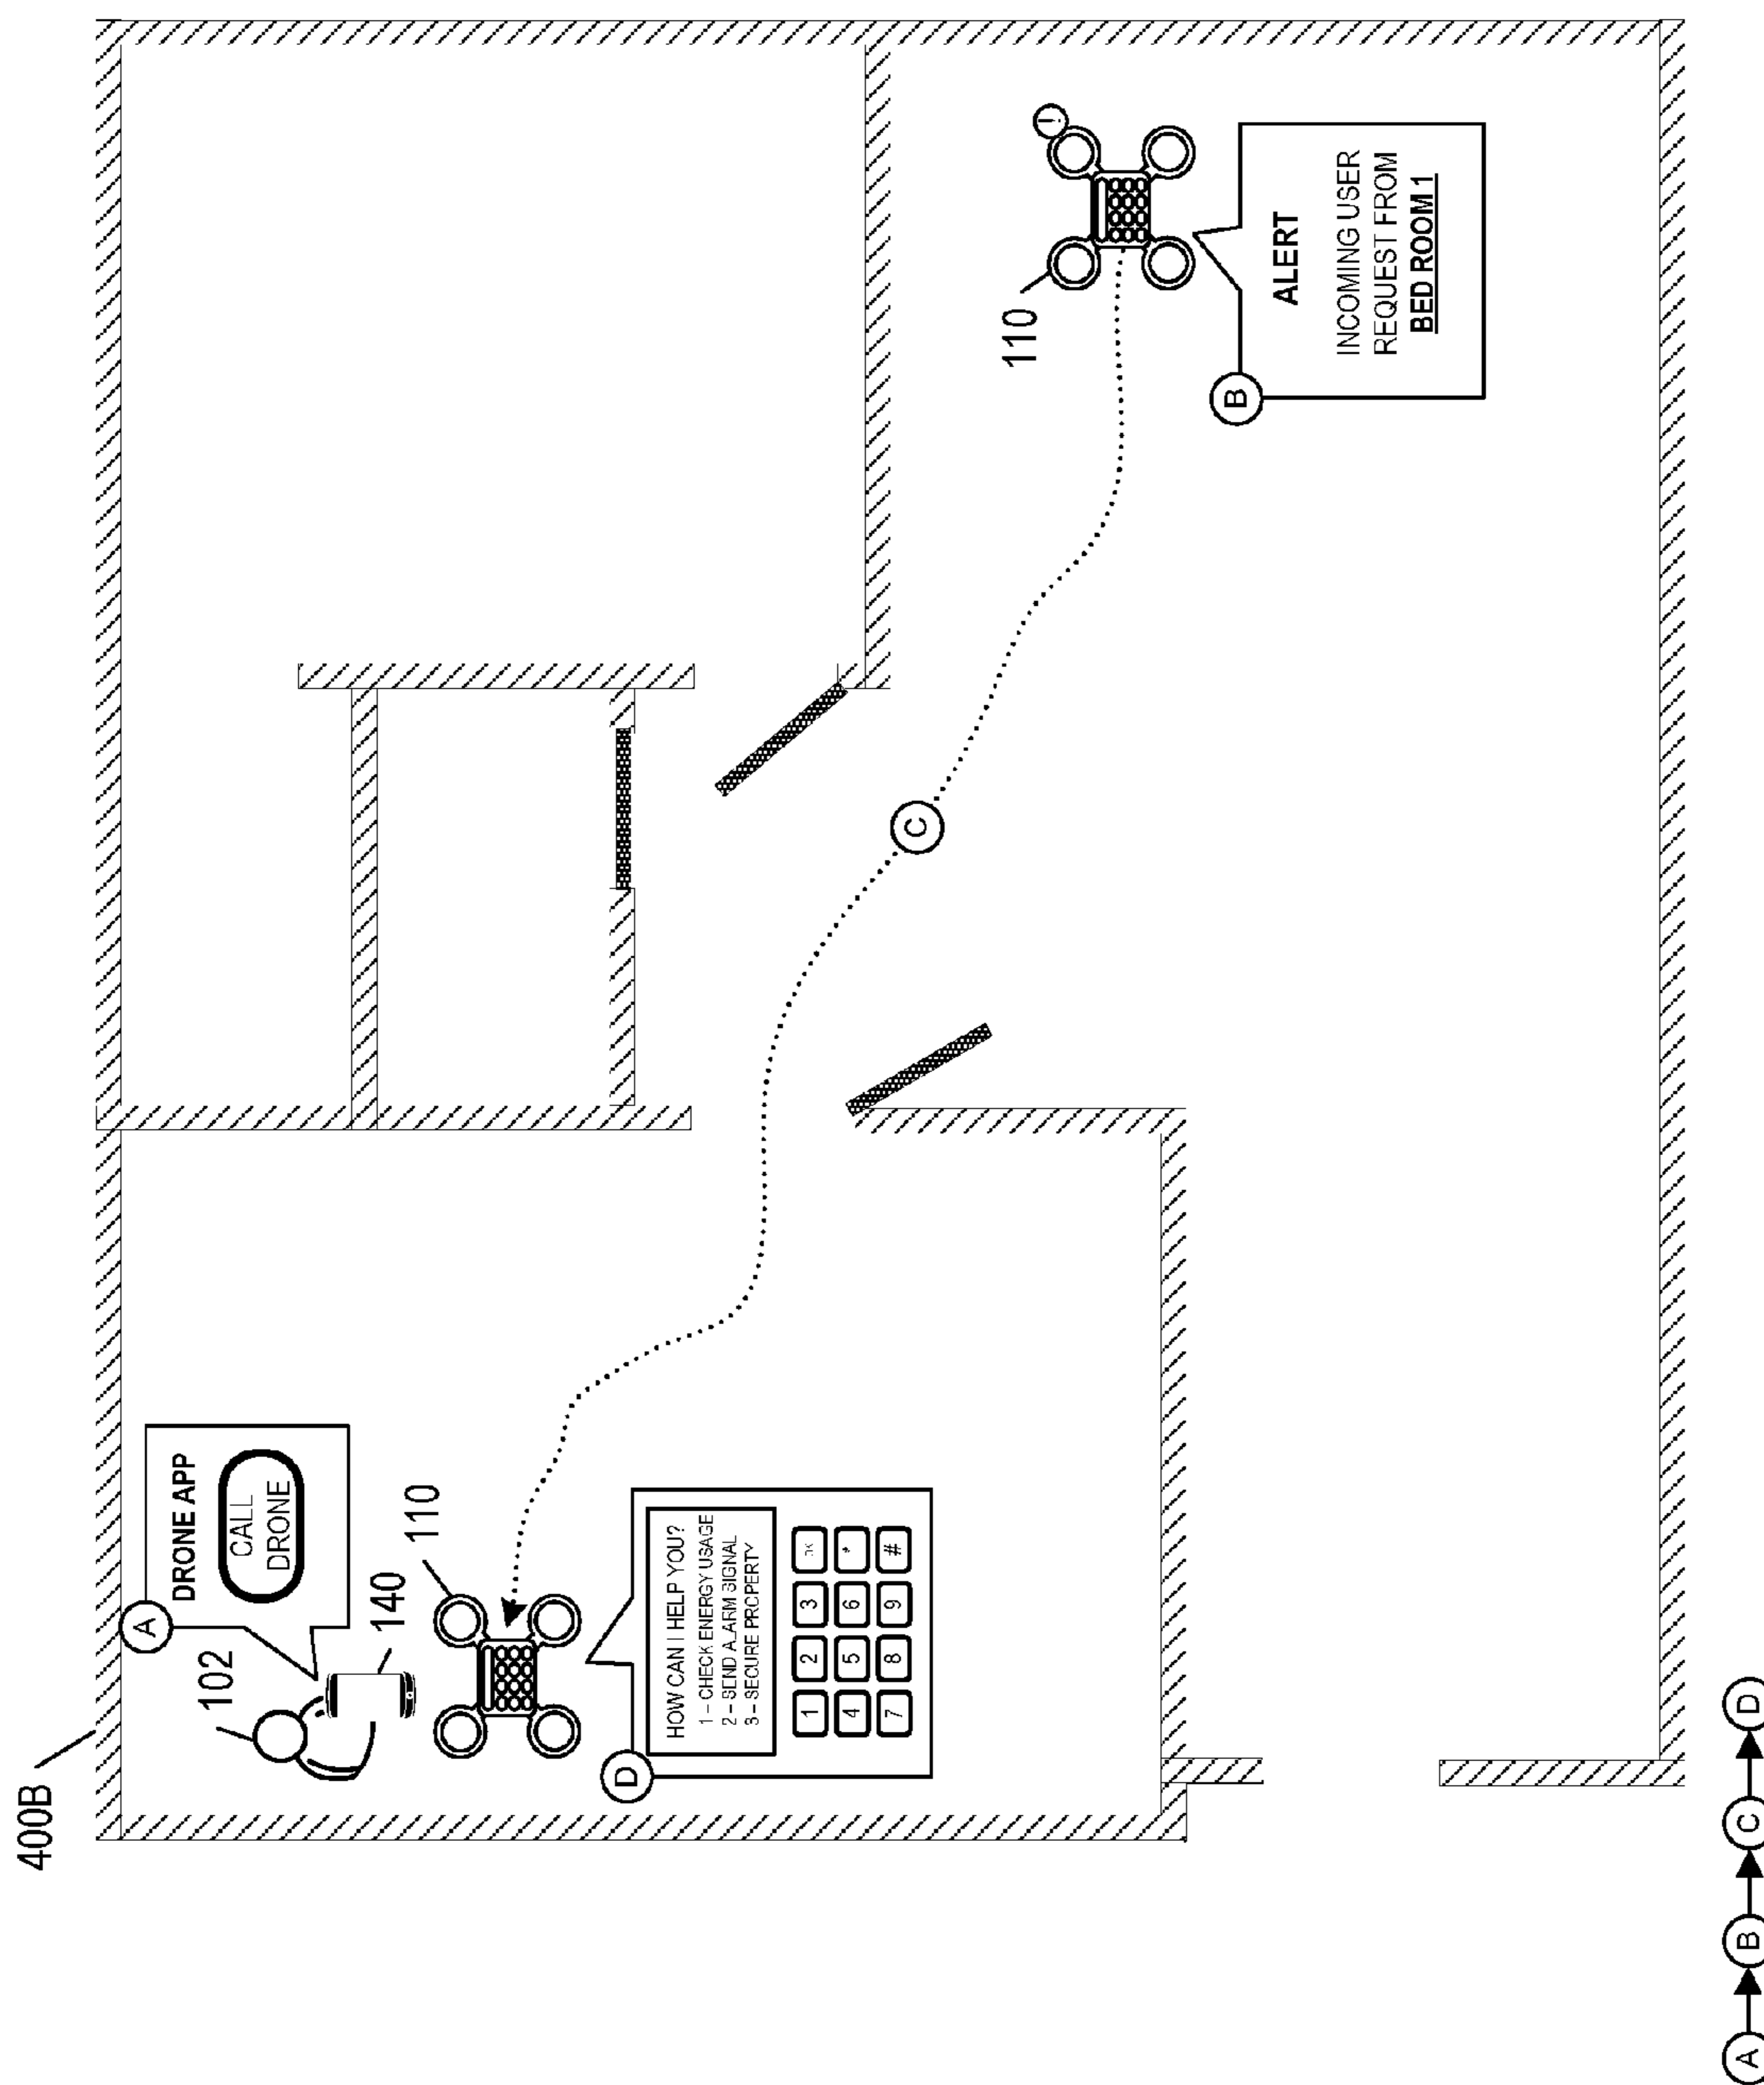 400B
A
DRONE APP
CALL
DRONE
102
140
110
D
HOW CAN I HELP YOU?
1 – CHECK ENERGY USAGE
2 – SEND ALARM SIGNAL
3 – SECURE PROPERTY
1 2 3
4 5 6 *
7 8 9 #
C
110
!
B
ALERT
INCOMING USER
REQUEST FROM
BED ROOM 1
A B C D